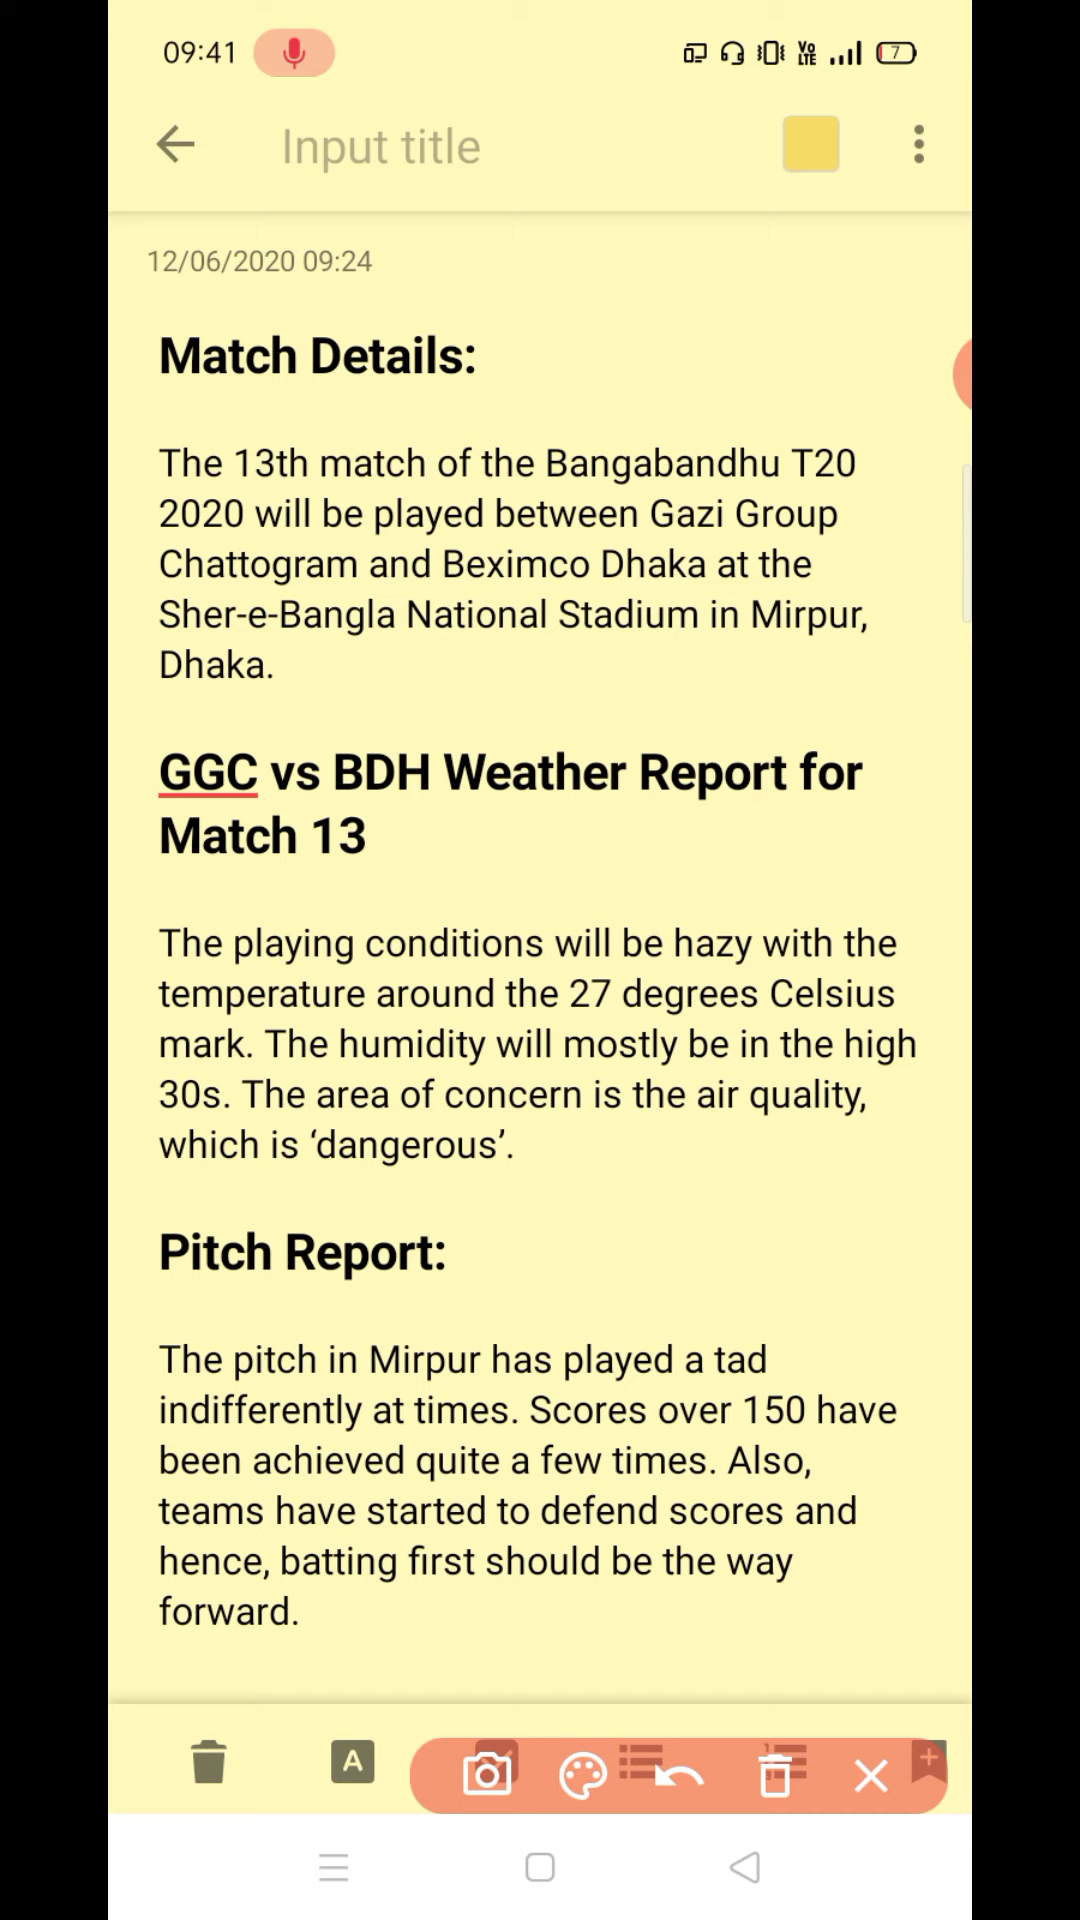 09:41
Vo
LTE
7
Input title
12/06/2020 09:24
Match Details:
The 13th match of the Bangabandhu T20
2020 will be played between Gazi Group
Chattogram and Beximco Dhaka at the
Sher-e-Bangla National Stadium in Mirpur,
Dhaka.
GGC vs BDH Weather Report for
Match 13
The playing conditions will be hazy with the
temperature around the 27 degrees Celsius
mark. The humidity will mostly be in the high
30s. The area of concern is the air quality,
which is ‘dangerous’.
Pitch Report:
The pitch in Mirpur has played a tad
indifferently at times. Scores over 150 have
been achieved quite a few times. Also,
teams have started to defend scores and
hence, batting first should be the way
forward.
A